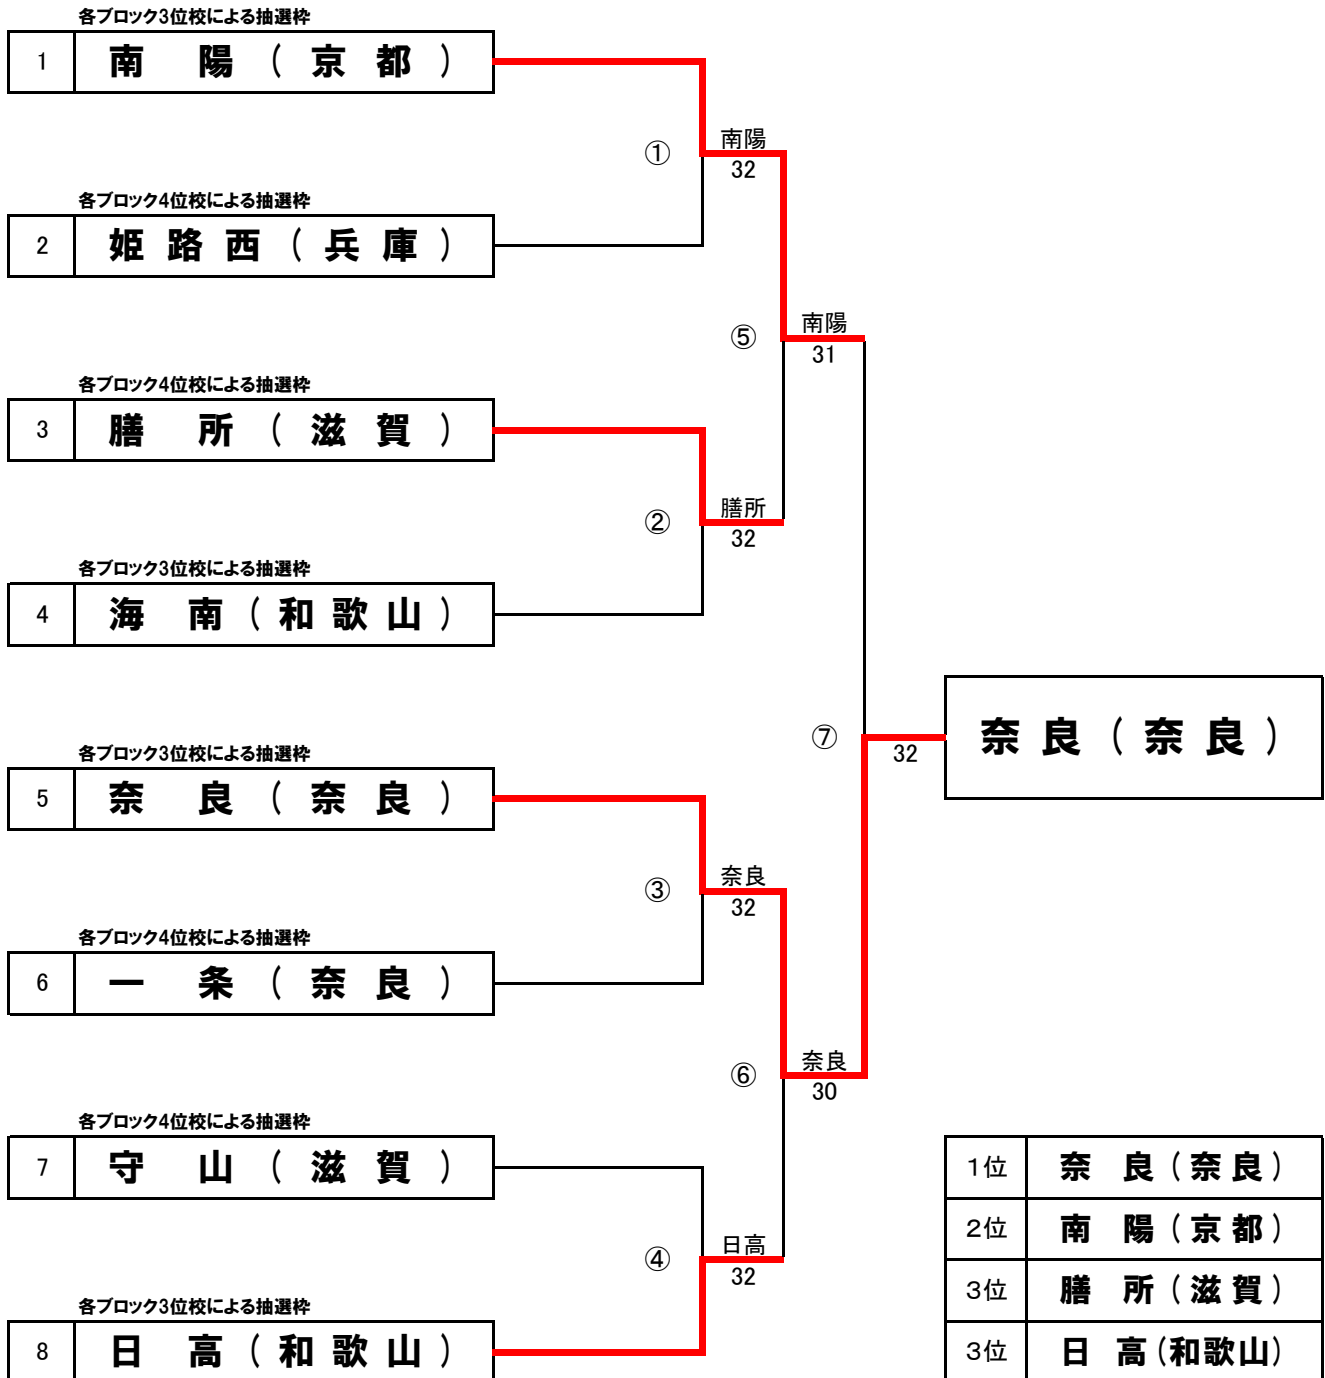 各ブロック3位校による抽選枠
1 南陽(京都)
① 南陽
32
各ブロック4位校による抽選枠
2 姫路西(兵庫)
⑤ 南陽
31
各ブロック4位校による抽選枠
3 膳所(滋賀)
② 膳所
32
各ブロック3位校による抽選枠
4 海南(和歌山)
⑦ 32 奈良(奈良)
各ブロック3位校による抽選枠
5 奈良(奈良)
③ 奈良
32
各ブロック4位校による抽選枠
6 一条(奈良)
⑥ 奈良
30
各ブロック4位校による抽選枠
7 守山(滋賀)
④ 日高
32
各ブロック3位校による抽選枠
8 日高(和歌山)
1位 奈良(奈良)
2位 南陽(京都)
3位 膳所(滋賀)
3位 日高(和歌山)